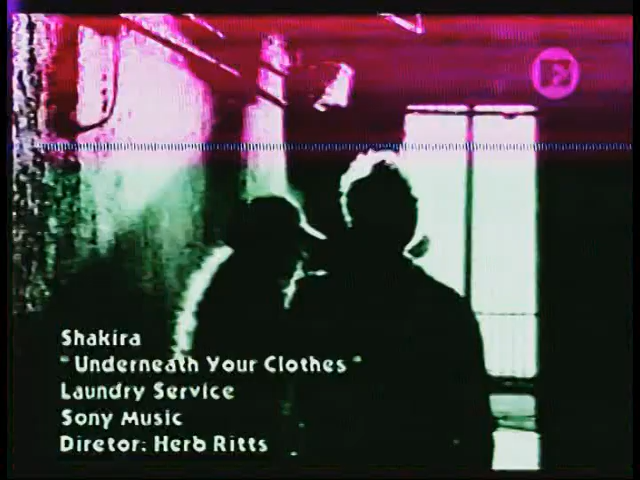 Shakira
"Underneath Your Clothes"
Laundry Service
Sony Music
Diretor: Herb Ritts